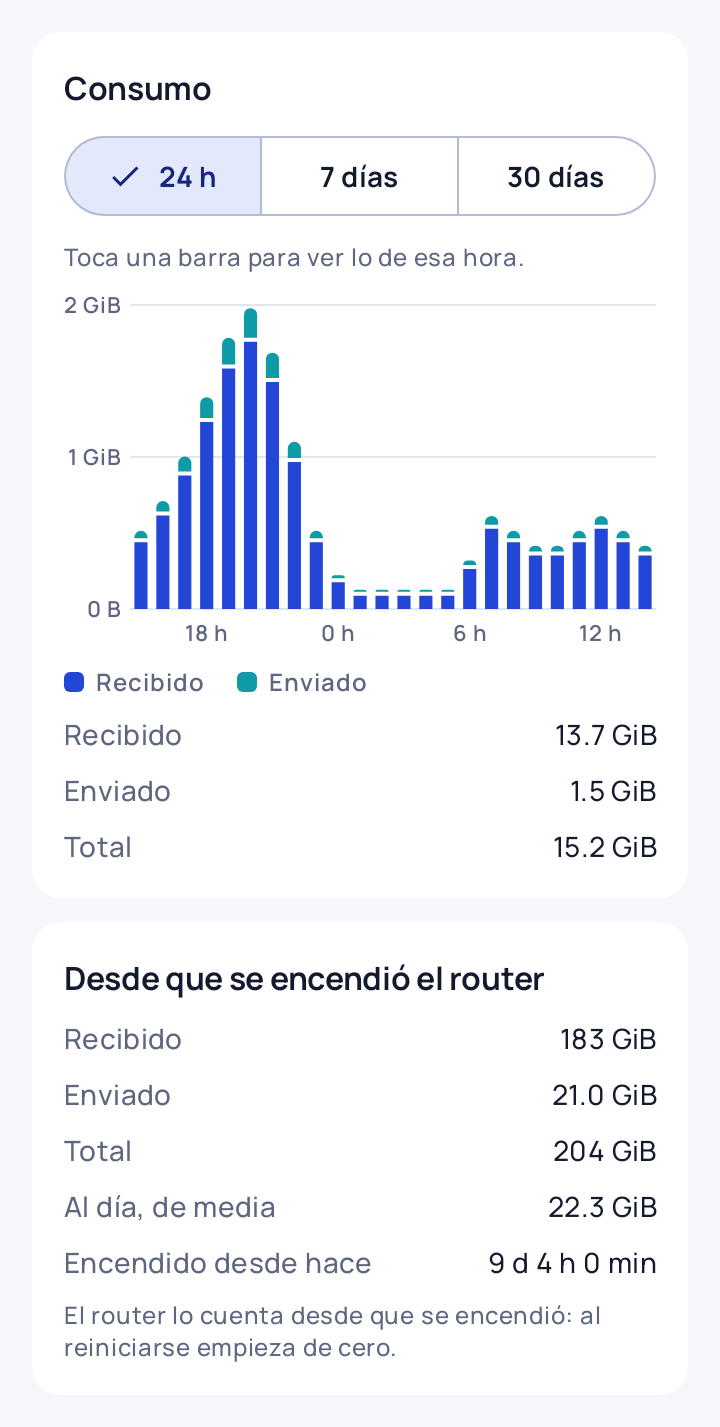 Consumo
24 h
7 días
30 días
Toca una barra para ver lo de esa hora.
2 GiB
1 GiB
0 B
18 h
0 h
6 h
12 h
Recibido
Enviado
Recibido 13.7 GiB
Enviado 1.5 GiB
Total 15.2 GiB
Desde que se encendió el router
Recibido 183 GiB
Enviado 21.0 GiB
Total 204 GiB
Al día, de media 22.3 GiB
Encendido desde hace 9 d 4 h 0 min
El router lo cuenta desde que se encendió: al
reiniciarse empieza de cero.